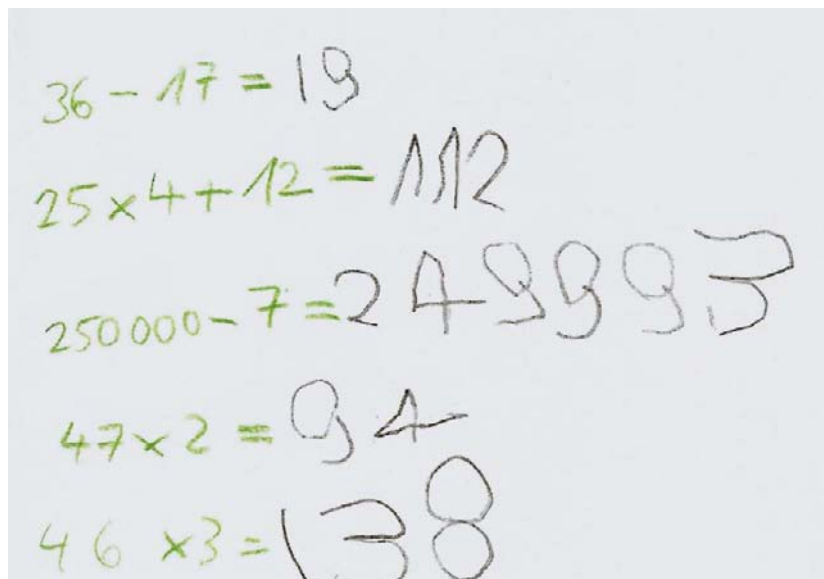 36 - 17 = 19
25 x 4 + 12 = 112
250000 - 7 = 249993
47 x 2 = 94
46 x 3 = 138